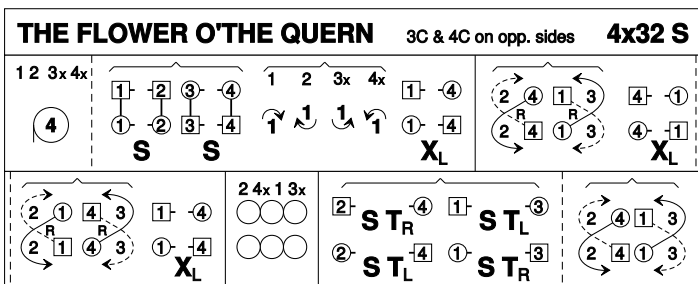 THE FLOWER O'THE QUERN 3C & 4C on opp. sides 4x32 S
1 2 3x 4x
4
1 2 3 4
1 2 3 4
S S
1 2 3x 4x
1 1 1 1
1 4
1 4
XL
2 4 1 3
R R
2 4 1 3
4 1
4 1
XL
2 1 4 3
R R
2 1 4 3
1 4
1 4
XL
2 4x 1 3x
2 S TR 4
1 S TL 3
2 S TL 4
1 S TR 3
2 4 1 3
2 4 1 3